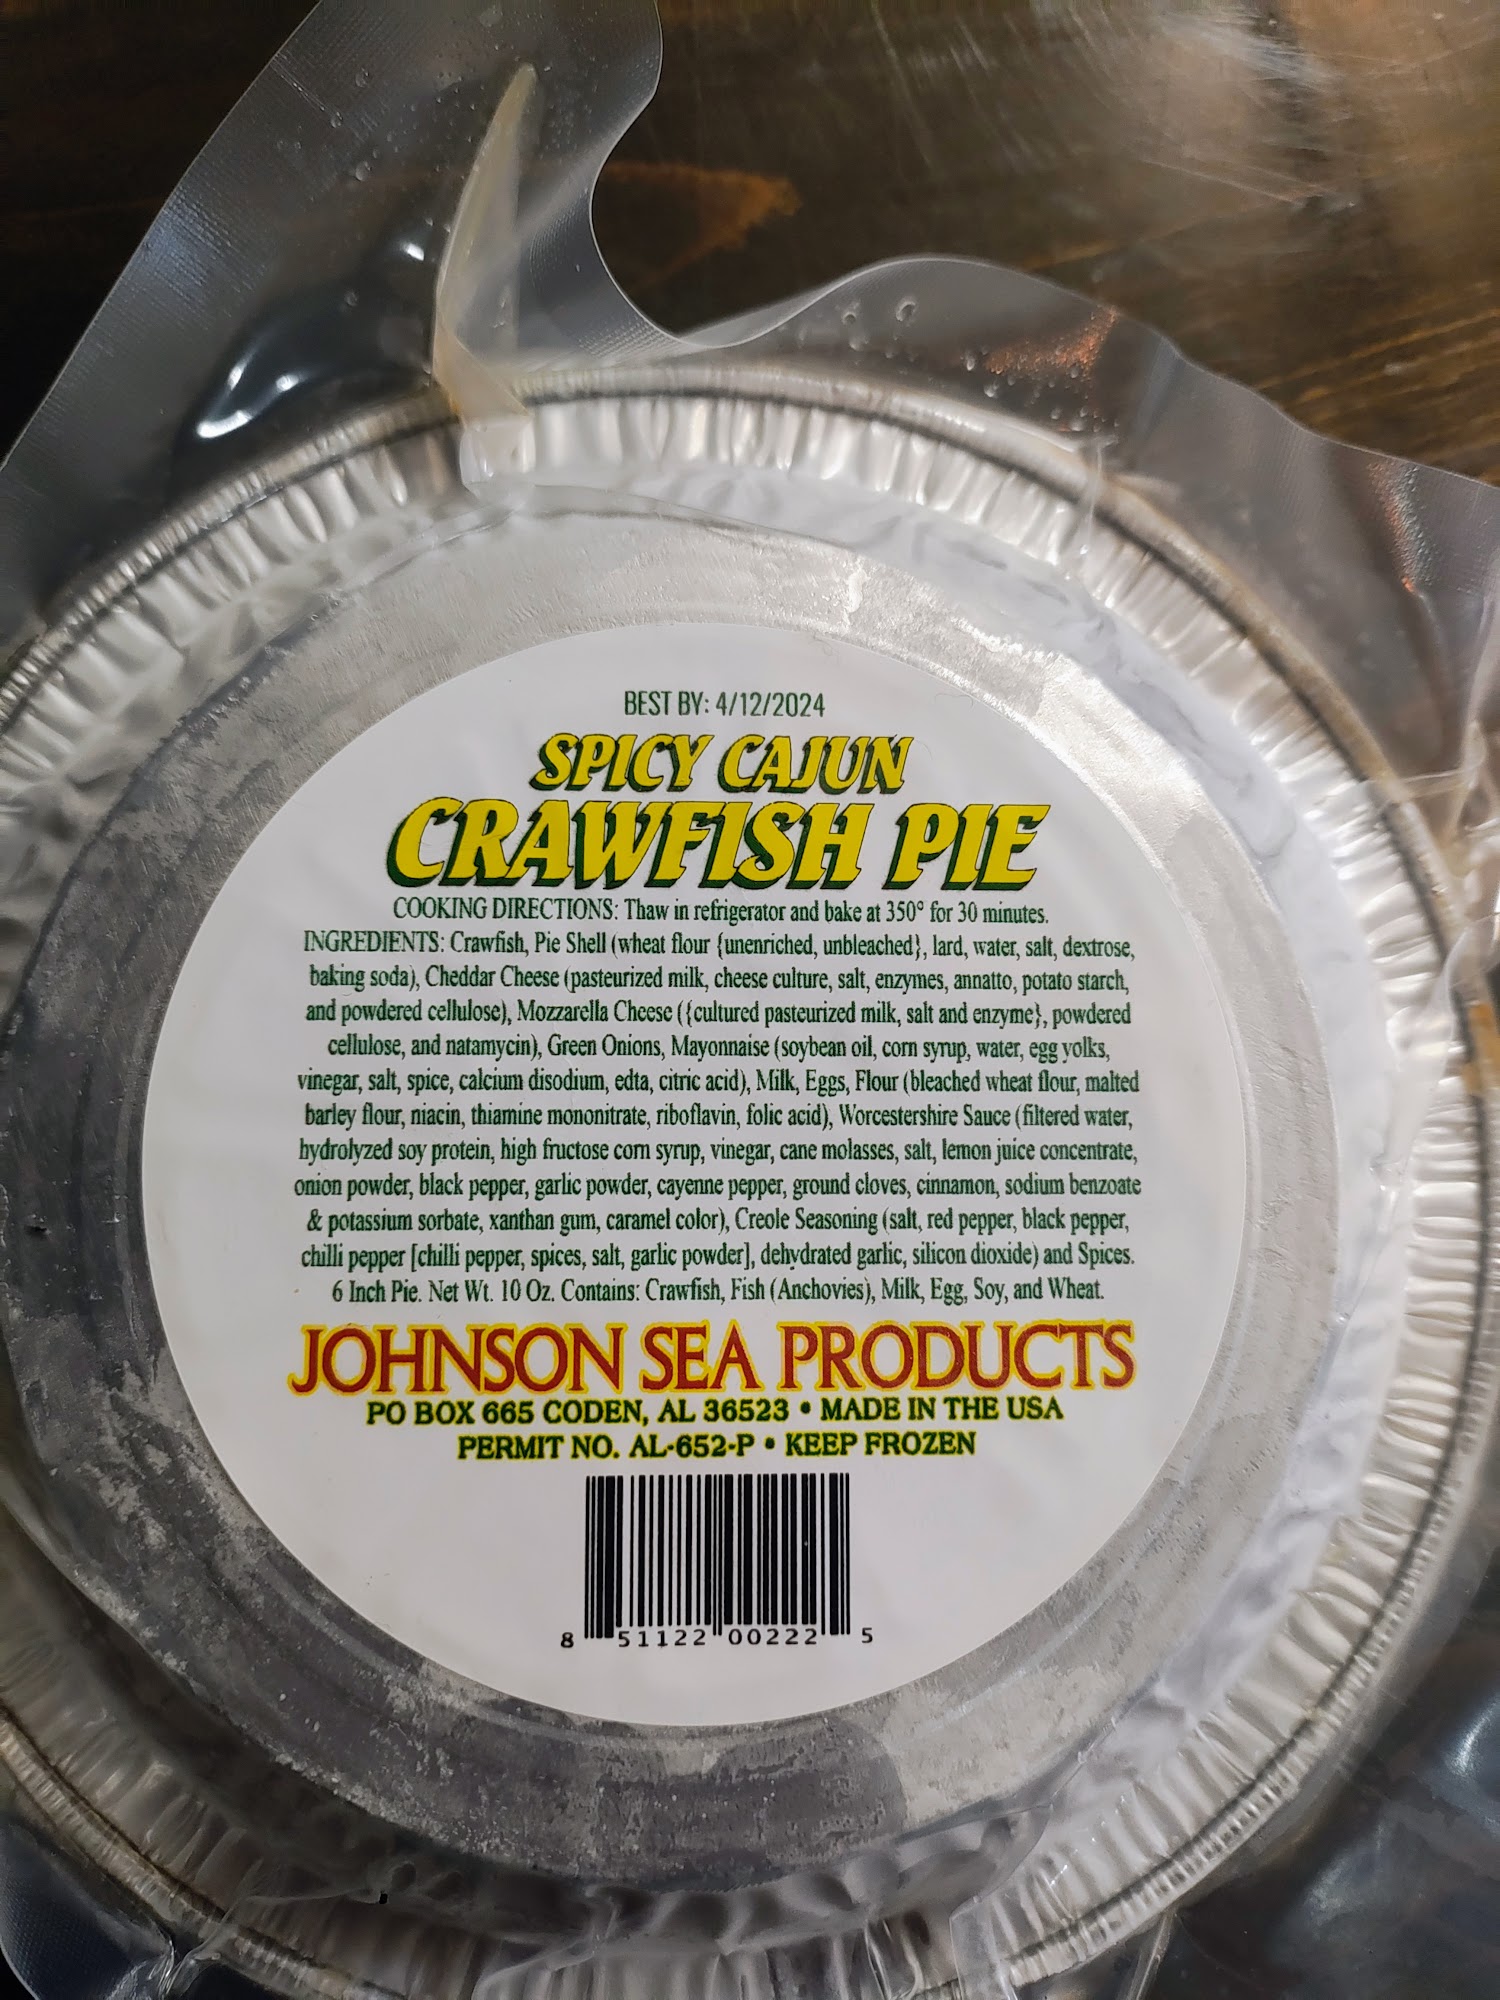 BEST BY: 4/12/2024
SPICY CAJUN
CRAWFISH PIE
COOKING DIRECTIONS: Thaw in refrigerator and bake at 350° for 30 minutes.
INGREDIENTS: Crawfish, Pie Shell (wheat flour {unenriched, unbleached}, lard, water, salt, dextrose,
baking soda), Cheddar Cheese (pasteurized milk, cheese culture, salt, enzymes, annatto, potato starch,
and powdered cellulose), Mozzarella Cheese ({cultured pasteurized milk, salt and enzyme}, powdered
cellulose, and natamycin), Green Onions, Mayonnaise (soybean oil, corn syrup, water, egg yolks,
vinegar, salt, spice, calcium disodium, edta, citric acid), Milk, Eggs, Flour (bleached wheat flour, malted
barley flour, niacin, thiamine mononitrate, riboflavin, folic acid), Worcestershire Sauce (filtered water,
hydrolyzed soy protein, high fructose corn syrup, vinegar, cane molasses, salt, lemon juice concentrate,
onion powder, black pepper, garlic powder, cayenne pepper, ground cloves, cinnamon, sodium benzoate
& potassium sorbate, xanthan gum, caramel color), Creole Seasoning (salt, red pepper, black pepper,
chilli pepper [chilli pepper, spices, salt, garlic powder], dehydrated garlic, silicon dioxide) and Spices.
6 Inch Pie. Net Wt. 10 Oz. Contains: Crawfish, Fish (Anchovies), Milk, Egg, Soy, and Wheat.
JOHNSON SEA PRODUCTS
PO BOX 665 CODEN, AL 36523 • MADE IN THE USA
PERMIT NO. AL-652-P • KEEP FROZEN
8 51122 00222 5